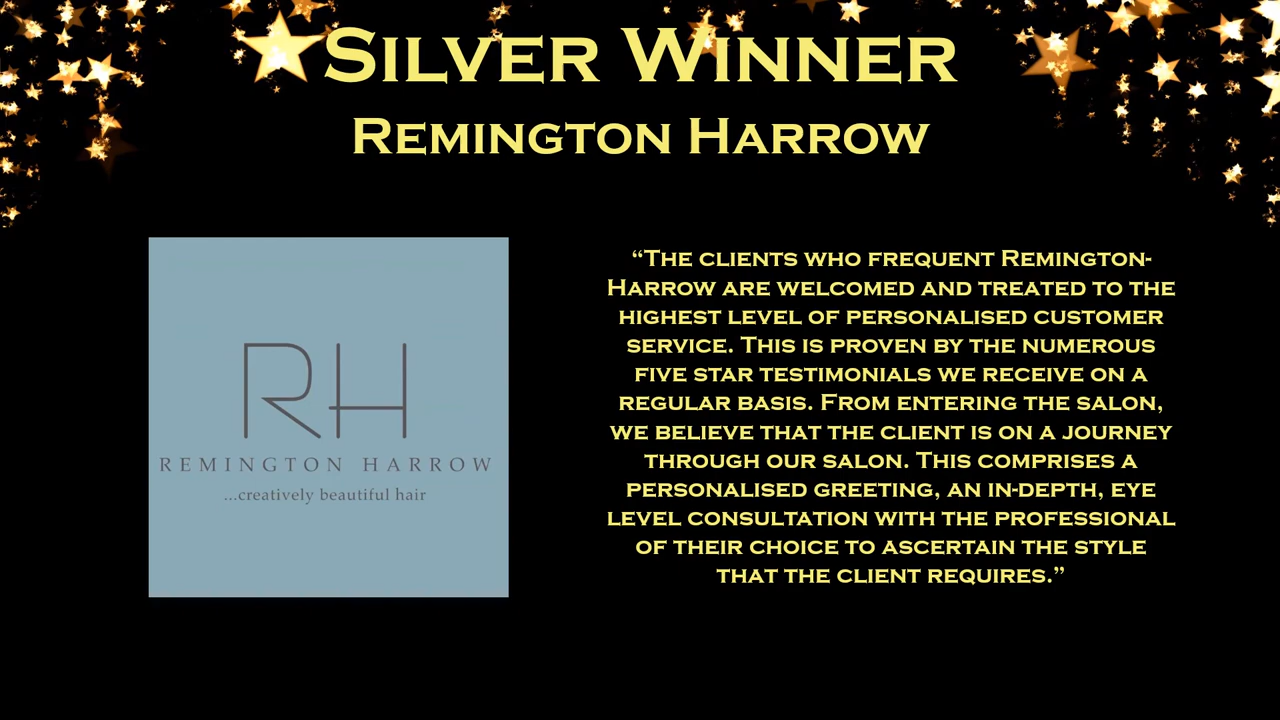 Silver Winner
Remington Harrow
RH
REMINGTON HARROW
...creatively beautiful hair
“The clients who frequent Remington-
Harrow are welcomed and treated to the
highest level of personalised customer
service. This is proven by the numerous
five star testimonials we receive on a
regular basis. From entering the salon,
we believe that the client is on a journey
through our salon. This comprises a
personalised greeting, an in-depth, eye
level consultation with the professional
of their choice to ascertain the style
that the client requires.”